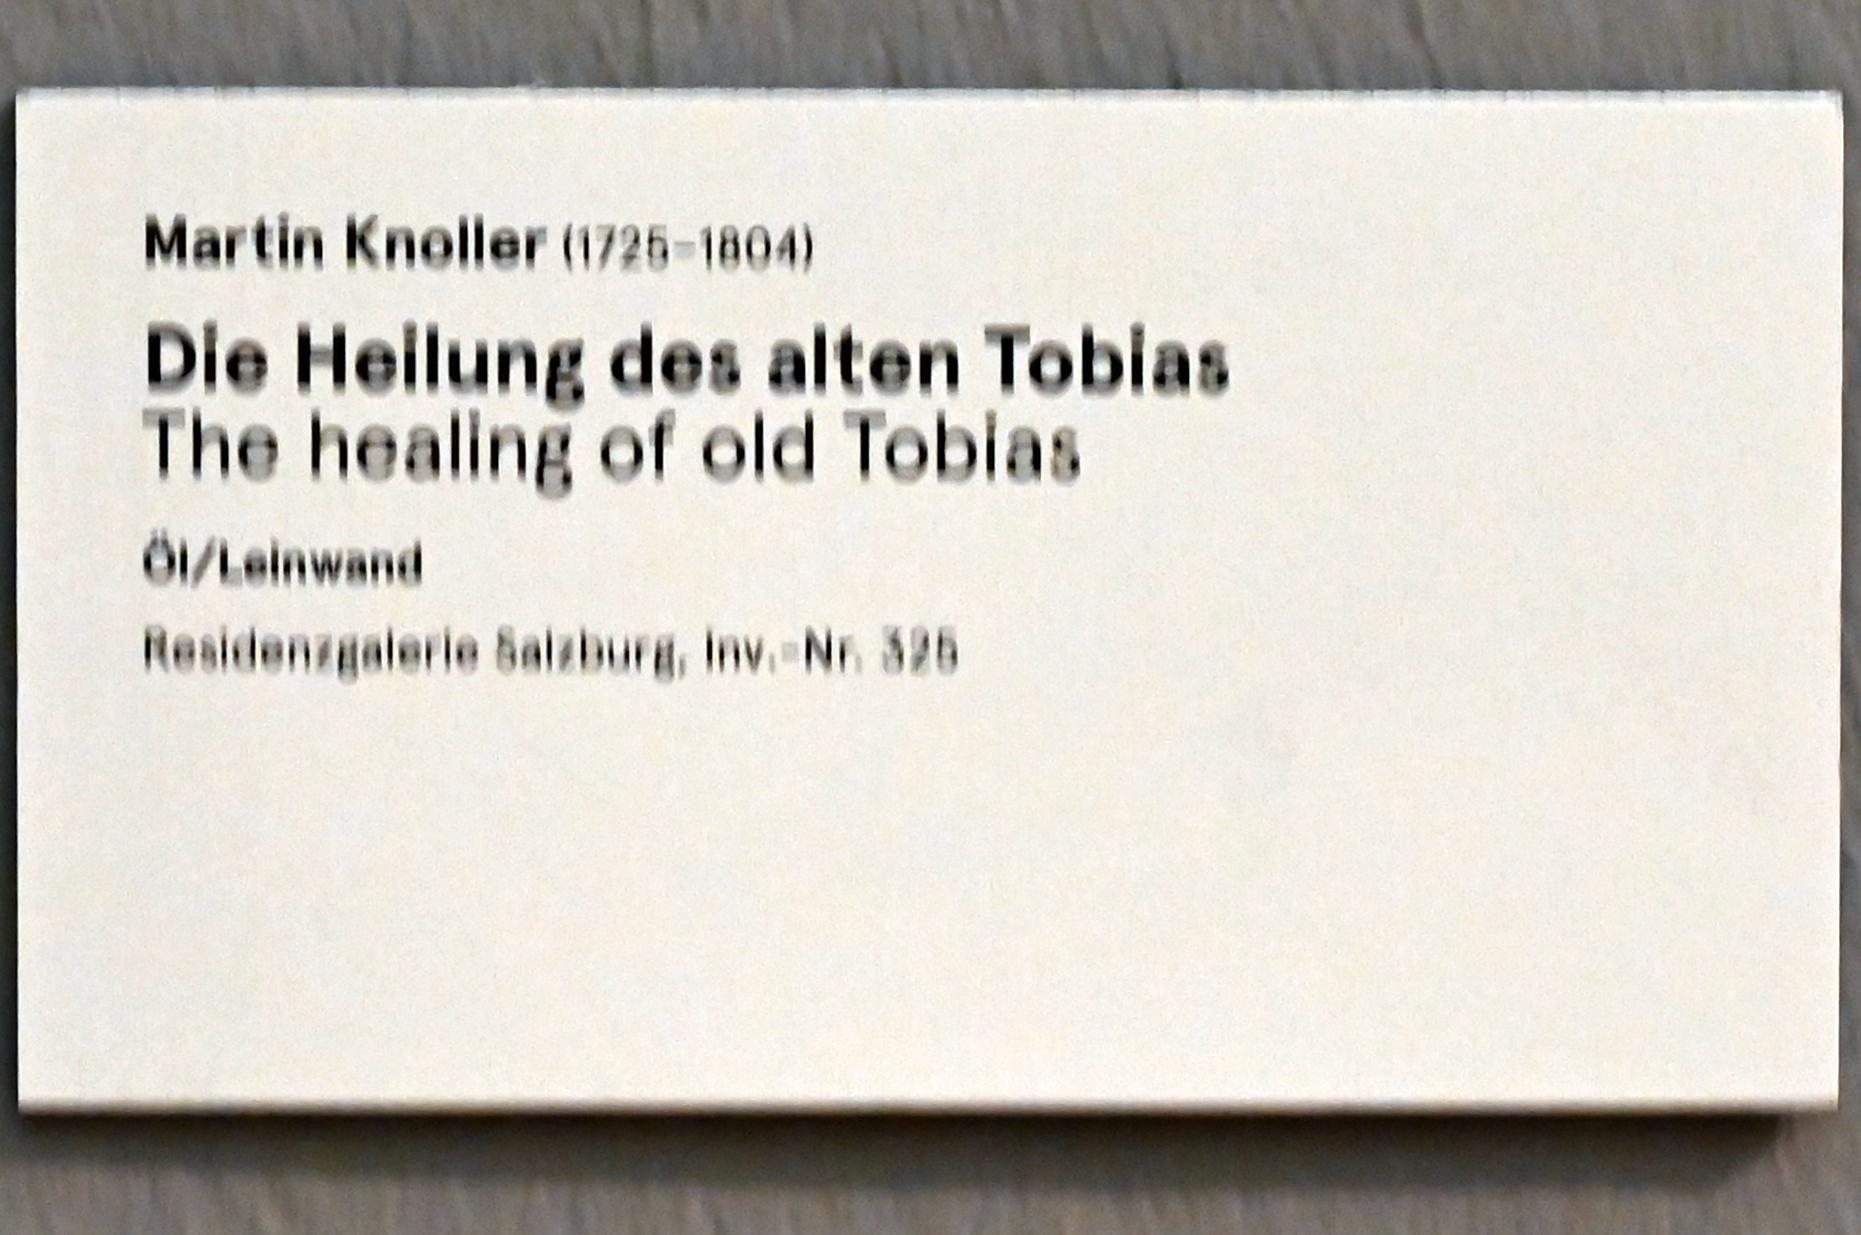 Martin Knoller (1725–1804)
Die Heilung des alten Tobias
The healing of old Tobias
Öl/Leinwand
Residenzgalerie Salzburg, Inv.-Nr. 325